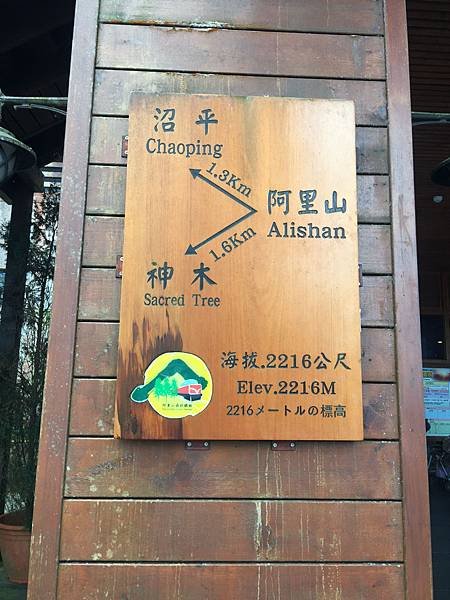 沼平
Chaoping
1.3Km
阿里山
Alishan
1.6Km
神木
Sacred Tree
海拔.2216公尺
Elev.2216M
2216メートルの標高